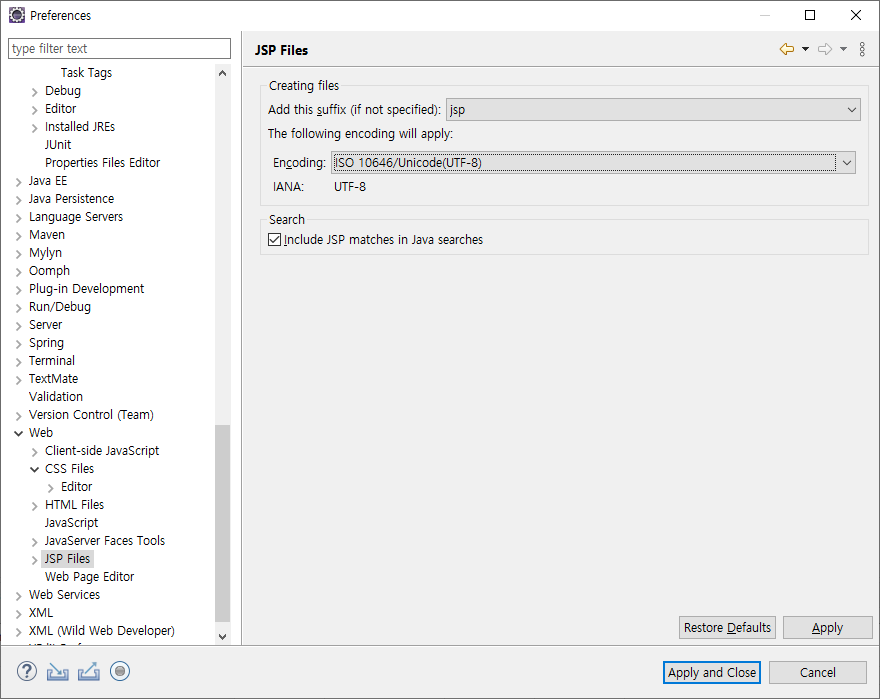 Preferences
type filter text
Task Tags
Debug
Editor
Installed JREs
JUnit
Properties Files Editor
Java EE
Java Persistence
Language Servers
Maven
Mylyn
Oomph
Plug-in Development
Run/Debug
Server
Spring
Terminal
TextMate
Validation
Version Control (Team)
Web
Client-side JavaScript
CSS Files
Editor
HTML Files
JavaScript
JavaServer Faces Tools
JSP Files
Web Page Editor
Web Services
XML
XML (Wild Web Developer)
JSP Files
Creating files
Add this suffix (if not specified): jsp
The following encoding will apply:
Encoding: ISO 10646/Unicode(UTF-8)
IANA: UTF-8
Search
Include JSP matches in Java searches
Restore Defaults Apply
? Apply and Close Cancel